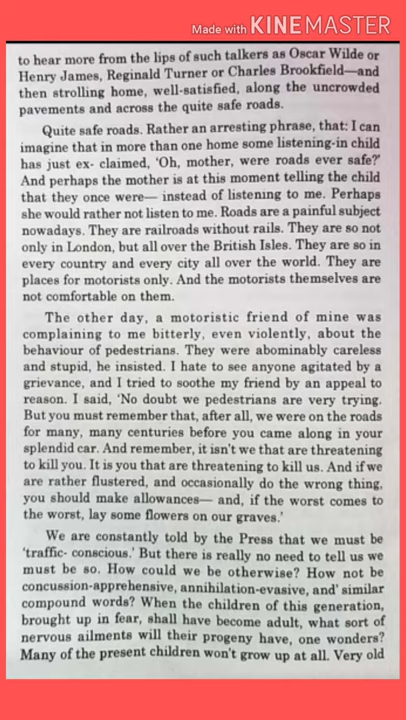 Made with KINEMASTER
to hear more from the lips of such talkers as Oscar Wilde or
Henry James, Reginald Turner or Charles Brookfield—and
then strolling home, well-satisfied, along the uncrowded
pavements and across the quite safe roads.
Quite safe roads. Rather an arresting phrase, that: I can
imagine that in more than one home some listening-in child
has just ex- claimed, 'Oh, mother, were roads ever safe?'
And perhaps the mother is at this moment telling the child
that they once were— instead of listening to me. Perhaps
she would rather not listen to me. Roads are a painful subject
nowadays. They are railroads without rails. They are so not
only in London, but all over the British Isles. They are so in
every country and every city all over the world. They are
places for motorists only. And the motorists themselves are
not comfortable on them.
The other day, a motoristic friend of mine was
complaining to me bitterly, even violently, about the
behaviour of pedestrians. They were abominably careless
and stupid, he insisted. I hate to see anyone agitated by a
grievance, and I tried to soothe my friend by an appeal to
reason. I said, 'No doubt we pedestrians are very trying.
But you must remember that, after all, we were on the roads
for many, many centuries before you came along in your
splendid car. And remember, it isn't we that are threatening
to kill you. It is you that are threatening to kill us. And if we
are rather flustered, and occasionally do the wrong thing,
you should make allowances— and, if the worst comes to
the worst, lay some flowers on our graves.'
We are constantly told by the Press that we must be
'traffic- conscious.' But there is really no need to tell us we
must be so. How could we be otherwise? How not be
concussion-apprehensive, annihilation-evasive, and' similar
compound words? When the children of this generation,
brought up in fear, shall have become adult, what sort of
nervous ailments will their progeny have, one wonders?
Many of the present children won't grow up at all. Very old